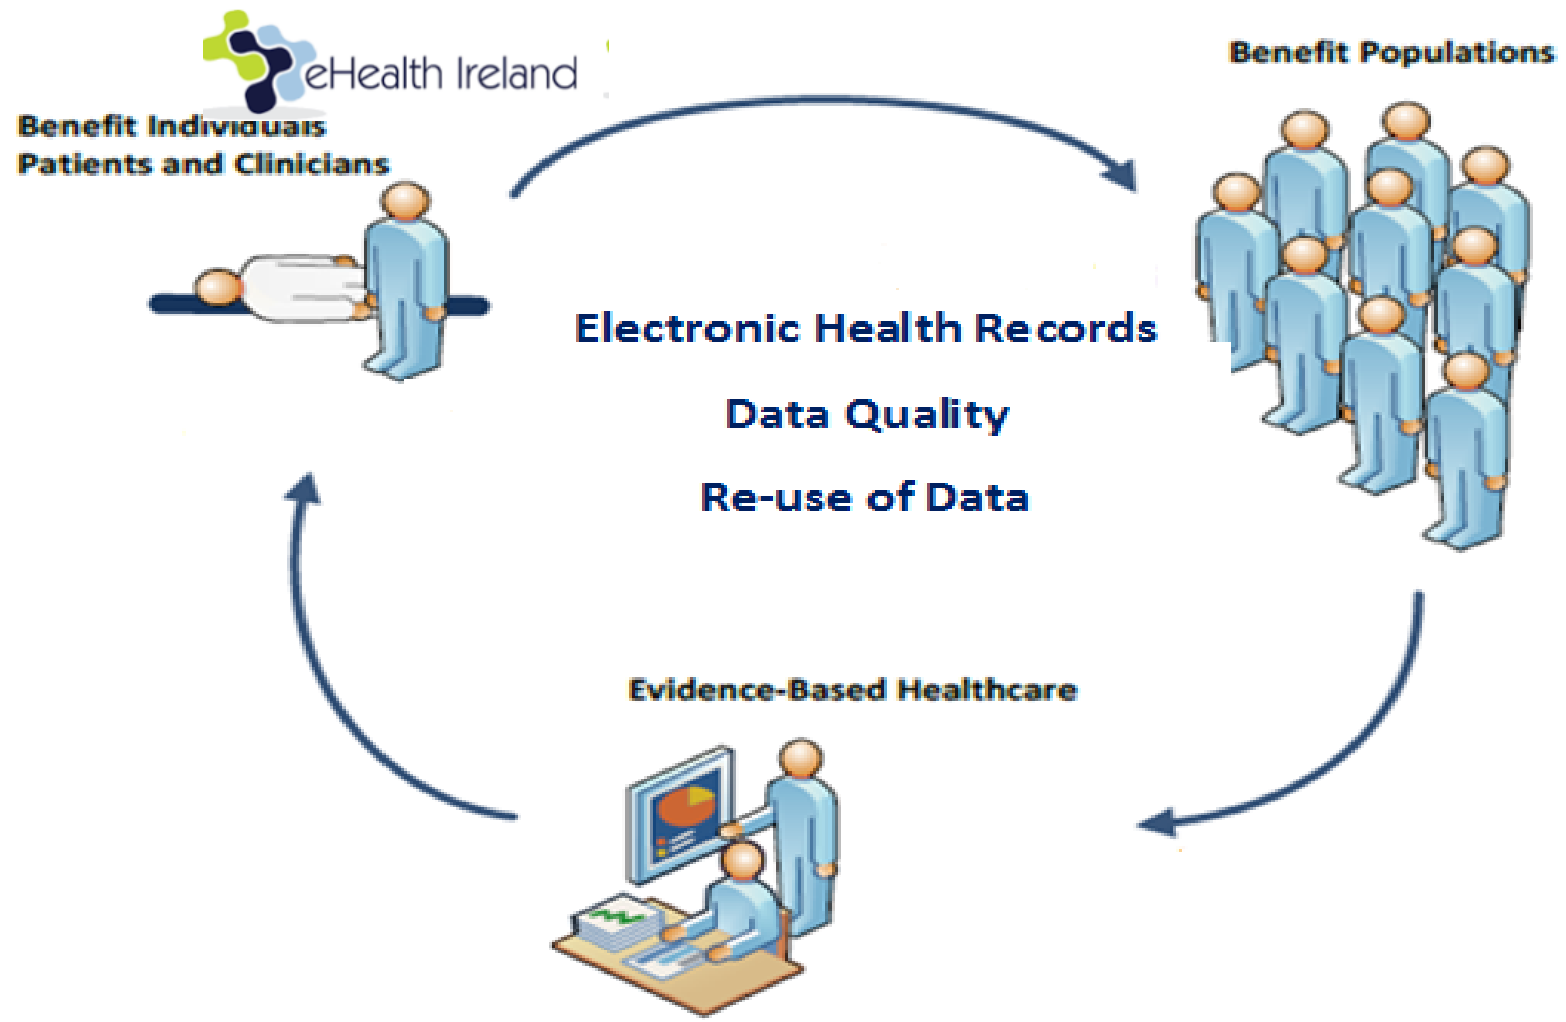 eHealth Ireland
Benefit Populations
Benefit Individuals
Patients and Clinicians
Electronic Health Records
Data Quality
Re-use of Data
Evidence-Based Healthcare